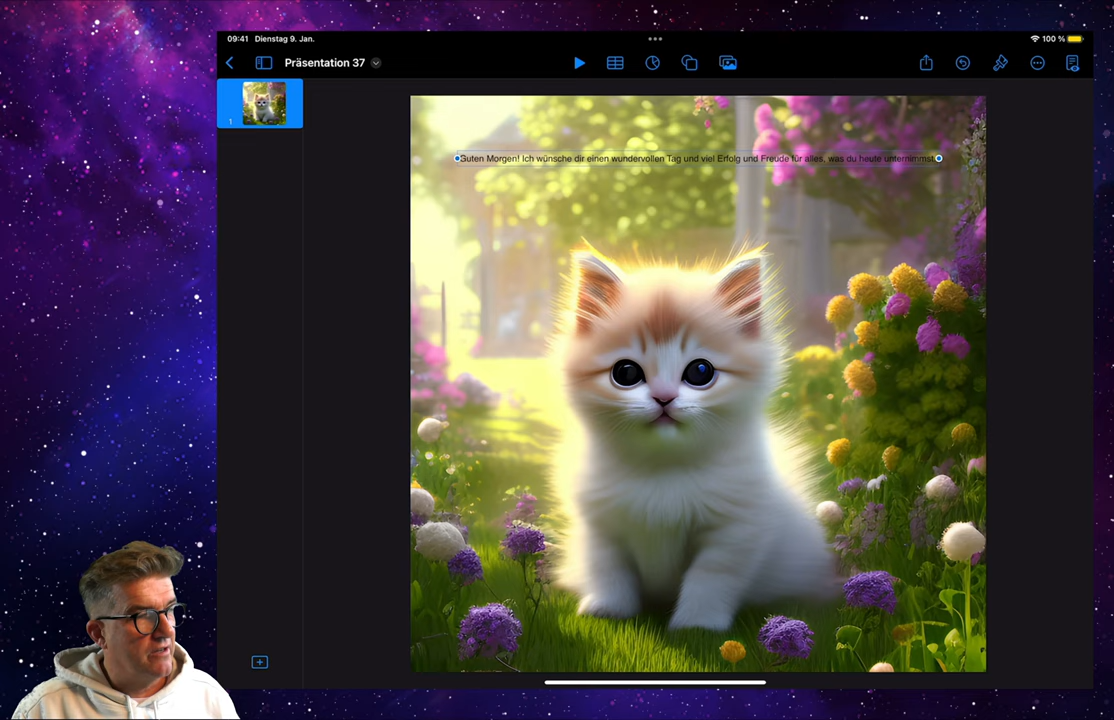 09:41 Dienstag 9. Jan.
100 %
Präsentation 37
1
Guten Morgen! Ich wünsche dir einen wundervollen Tag und viel Erfolg und Freude für alles, was du heute unternimmst.